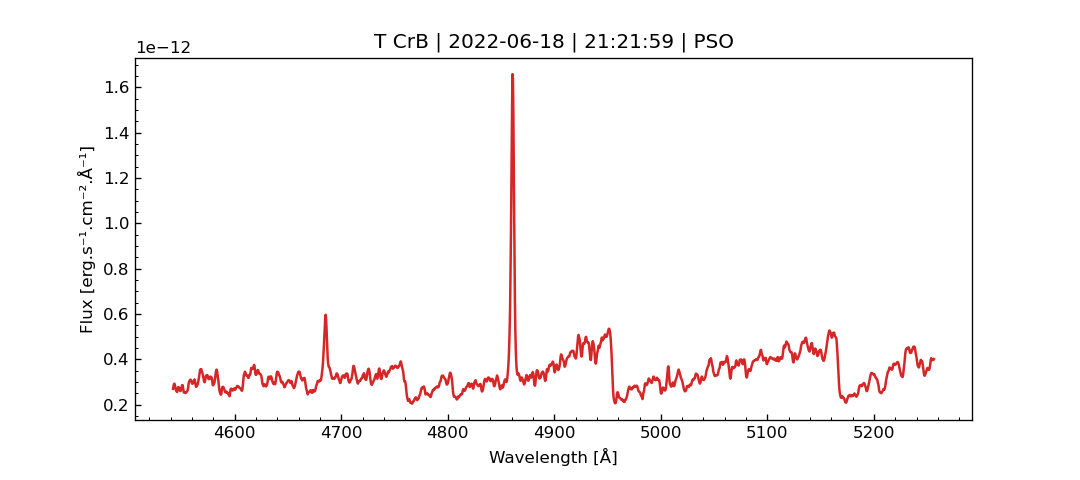 T CrB | 2022-06-18 | 21:21:59 | PSO
1e−12
1.6
1.4
1.2
1.0
0.8
0.6
0.4
0.2
Flux [erg.s⁻¹.cm⁻².Å⁻¹]
4600 4700 4800 4900 5000 5100 5200
Wavelength [Å]